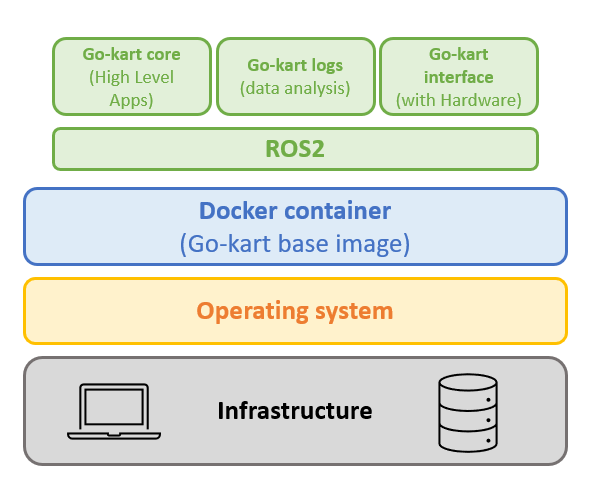 Go-kart core
(High Level
Apps)
Go-kart logs
(data analysis)
Go-kart
interface
(with Hardware)
ROS2
Docker container
(Go-kart base image)
Operating system
Infrastructure